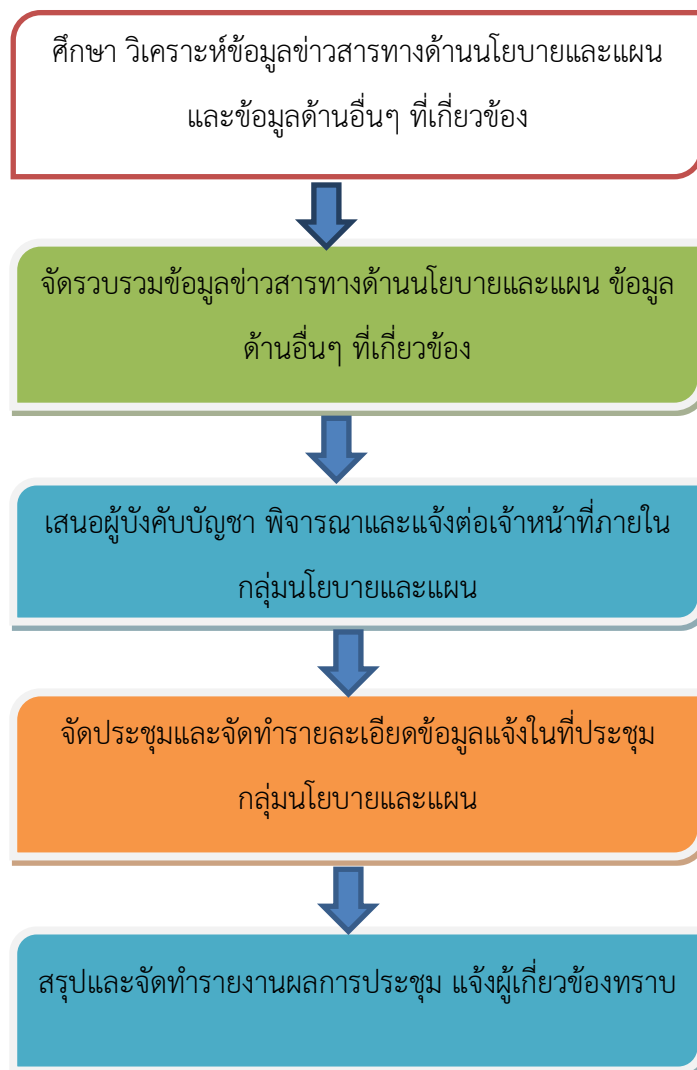 ศึกษา วิเคราะห์ข้อมูลข่าวสารทางด้านนโยบายและแผน
และข้อมูลด้านอื่นๆ ที่เกี่ยวข้อง
จัดรวบรวมข้อมูลข่าวสารทางด้านนโยบายและแผน ข้อมูล
ด้านอื่นๆ ที่เกี่ยวข้อง
เสนอผู้บังคับบัญชา พิจารณาและแจ้งต่อเจ้าหน้าที่ภายใน
กลุ่มนโยบายและแผน
จัดประชุมและจัดทำรายละเอียดข้อมูลแจ้งในที่ประชุม
กลุ่มนโยบายและแผน
สรุปและจัดทำรายงานผลการประชุม แจ้งผู้เกี่ยวข้องทราบ